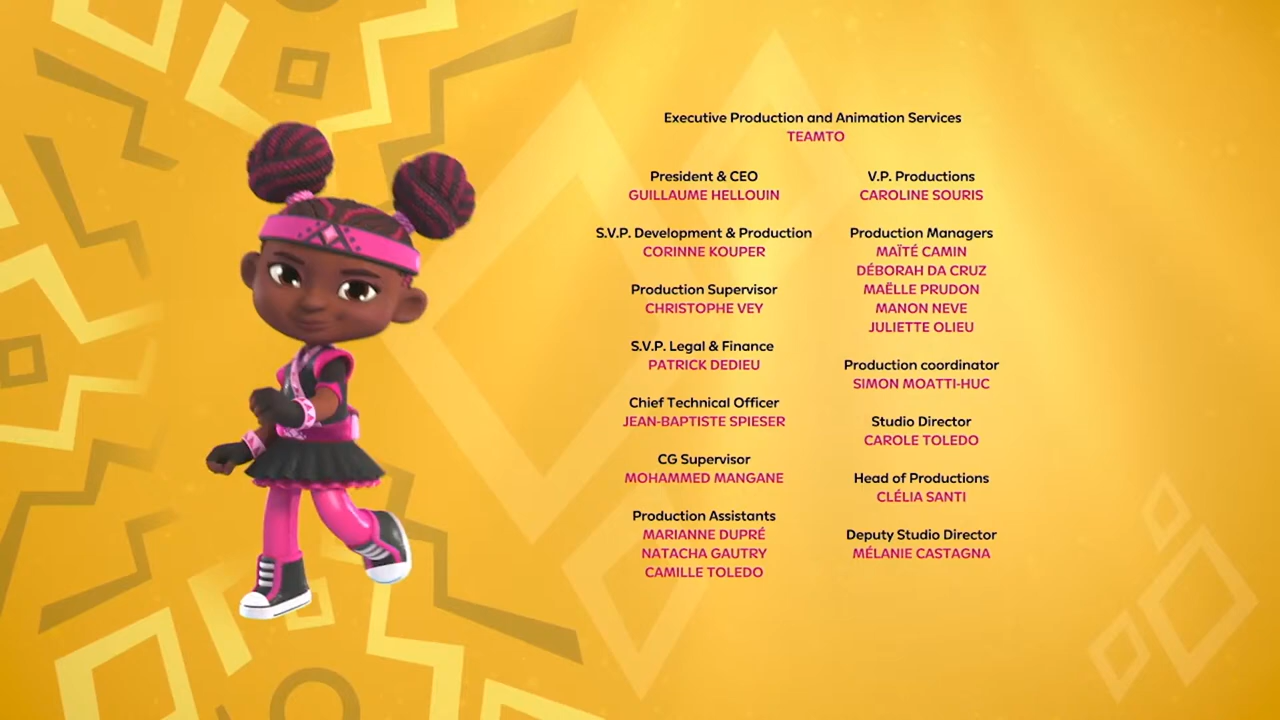 Executive Production and Animation Services
TEAMTO
President & CEO
GUILLAUME HELLOUIN
S.V.P. Development & Production
CORINNE KOUPER
Production Supervisor
CHRISTOPHE VEY
S.V.P. Legal & Finance
PATRICK DEDIEU
Chief Technical Officer
JEAN-BAPTISTE SPIESER
CG Supervisor
MOHAMMED MANGANE
Production Assistants
MARIANNE DUPRÉ
NATACHA GAUTRY
CAMILLE TOLEDO
V.P. Productions
CAROLINE SOURIS
Production Managers
MAÏTÉ CAMIN
DÉBORAH DA CRUZ
MAËLLE PRUDON
MANON NEVE
JULIETTE OLIEU
Production coordinator
SIMON MOATTI-HUC
Studio Director
CAROLE TOLEDO
Head of Productions
CLÉLIA SANTI
Deputy Studio Director
MÉLANIE CASTAGNA